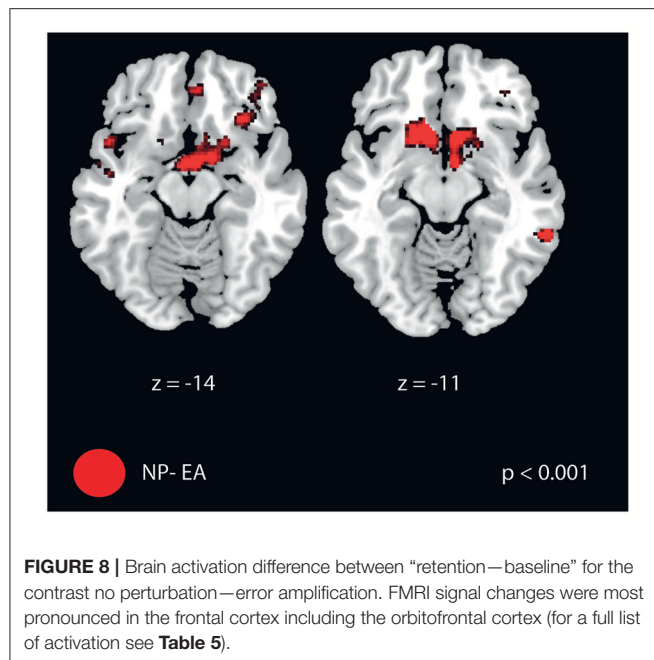 z = -14
z = -11
NP- EA
p < 0.001
FIGURE 8 | Brain activation difference between “retention—baseline” for the
contrast no perturbation—error amplification. FMRI signal changes were most
pronounced in the frontal cortex including the orbitofrontal cortex (for a full list
of activation see Table 5).